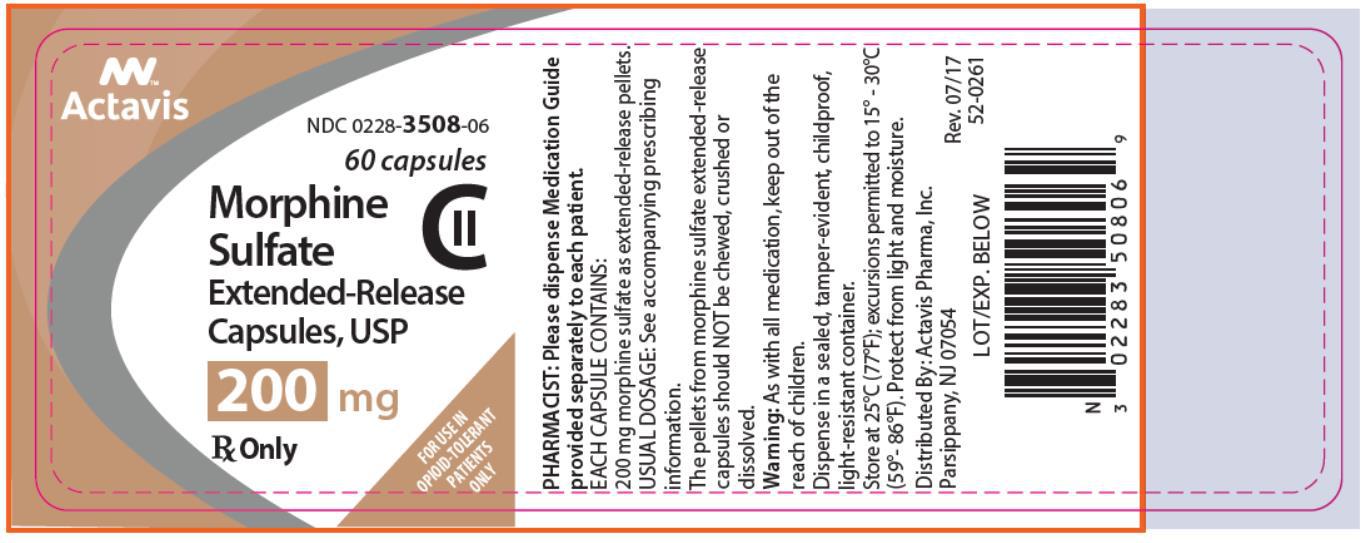 Actavis
NDC 0228-3508-06
60 capsules
Morphine
Sulfate
CII
Extended-Release
Capsules, USP
200 mg
Rx Only
FOR USE IN
OPIOID-TOLERANT
PATIENTS
ONLY
PHARMACIST: Please dispense Medication Guide
provided separately to each patient.
EACH CAPSULE CONTAINS:
200 mg morphine sulfate as extended-release pellets.
USUAL DOSAGE: See accompanying prescribing
information.
The pellets from morphine sulfate extended-release
capsules should NOT be chewed, crushed or
dissolved.
Warning: As with all medication, keep out of the
reach of children.
Dispense in a sealed, tamper-evident, childproof,
light-resistant container.
Store at 25°C (77°F); excursions permitted to 15° - 30°C
(59°- 86°F). Protect from light and moisture.
Distributed By: Actavis Pharma, Inc.
Parsippany, NJ 07054
Rev. 07/17
52-0261
LOT/EXP. BELOW
N
3 0228350806 9